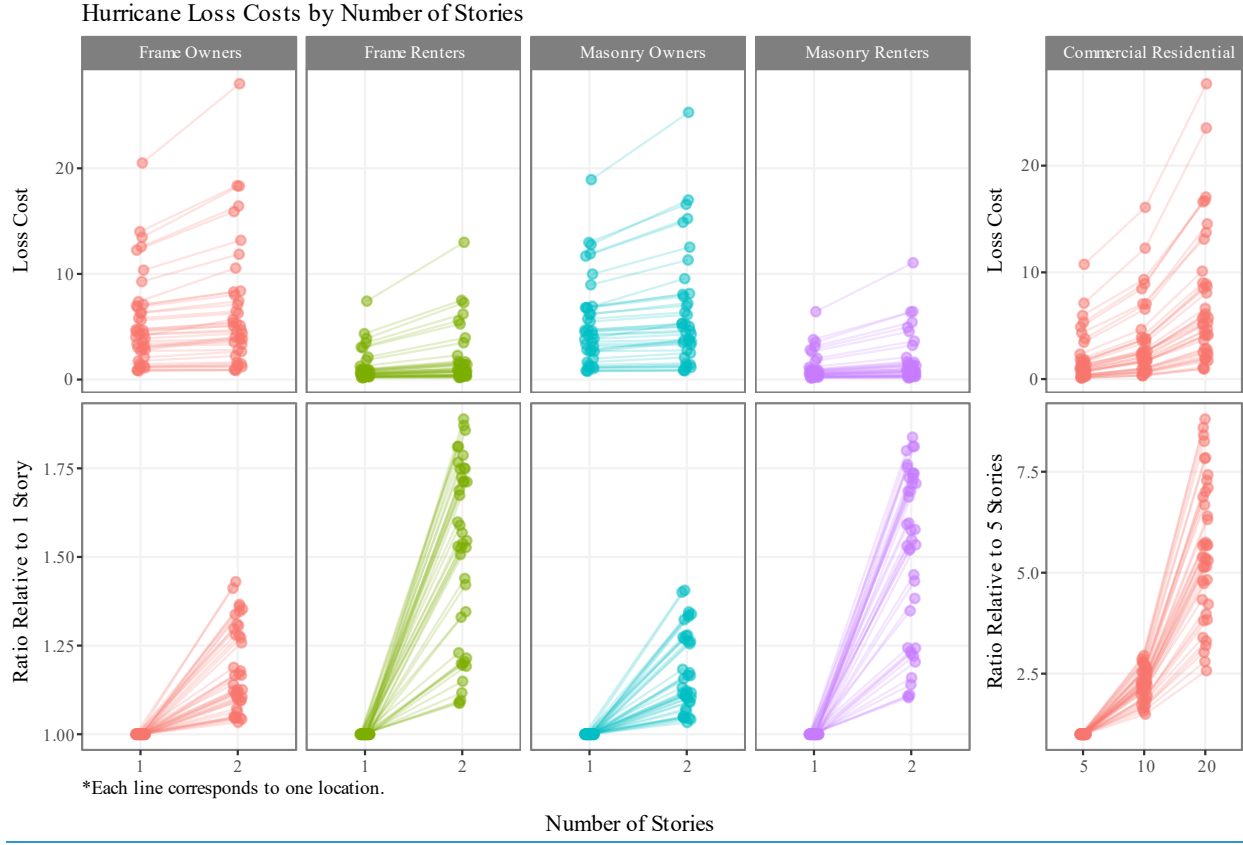 Hurricane Loss Costs by Number of Stories
Frame Owners
Frame Renters
Masonry Owners
Masonry Renters
Commercial Residential
Loss Cost
20
10
0
Loss Cost
20
10
0
Ratio Relative to 1 Story
1.75
1.50
1.25
1.00
Ratio Relative to 5 Stories
7.5
5.0
2.5
1 2
1 2
1 2
1 2
5 10 20
*Each line corresponds to one location.
Number of Stories